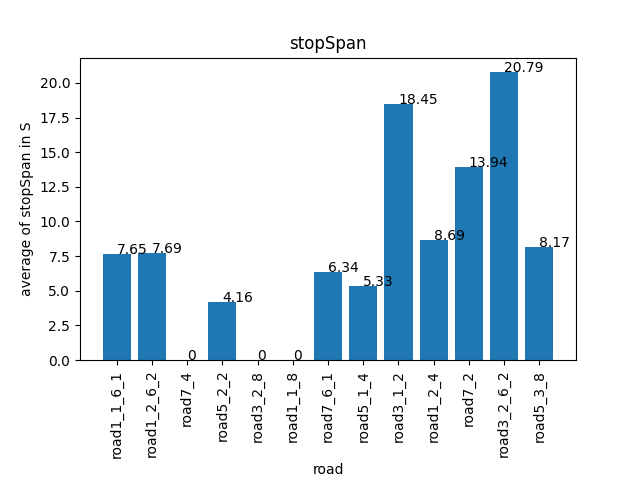 stopSpan
average of stopSpan in S
20.0
17.5
15.0
12.5
10.0
7.5
5.0
2.5
0.0
7.65
7.69
0
4.16
0
0
6.34
5.33
18.45
8.69
13.94
20.79
8.17
road1_1_6_1
road1_2_6_2
road7_4
road5_2_2
road3_2_8
road1_1_8
road7_6_1
road5_1_4
road3_1_2
road1_2_4
road7_2
road3_2_6_2
road5_3_8
road